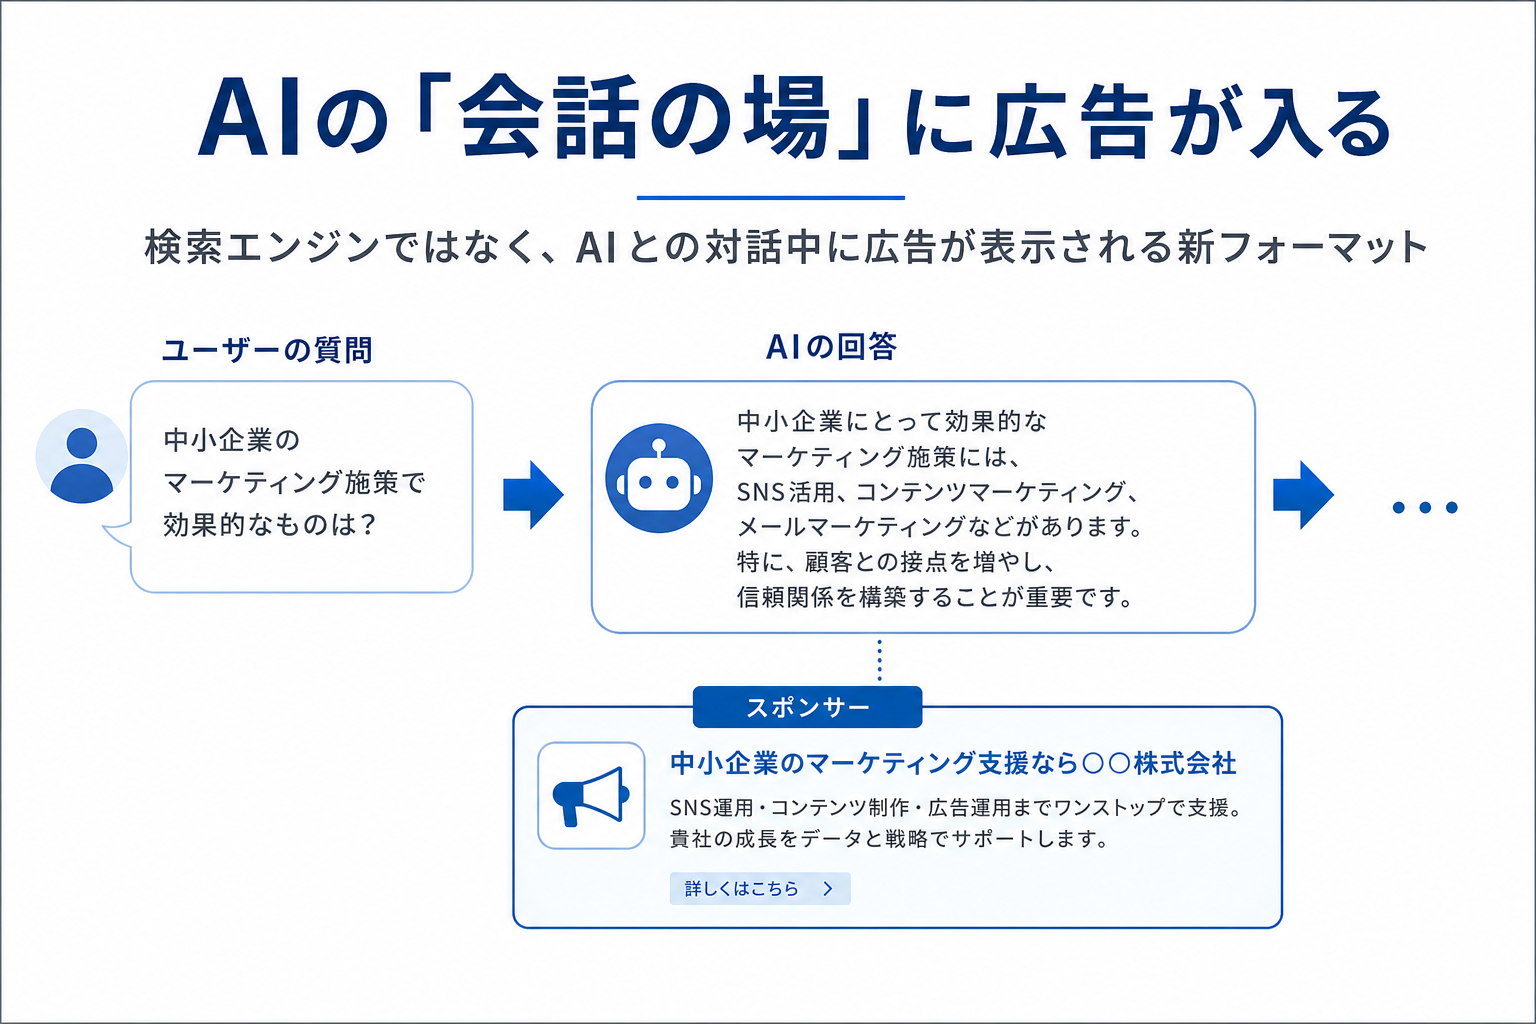 AIの「会話の場」に広告が入る
検索エンジンではなく、AIとの対話中に広告が表示される新フォーマット
ユーザーの質問
中小企業の
マーケティング施策で
効果的なものは？
AIの回答
中小企業にとって効果的な
マーケティング施策には、
SNS活用、コンテンツマーケティング、
メールマーケティングなどがあります。
特に、顧客との接点を増やし、
信頼関係を構築することが重要です。
...
スポンサー
中小企業のマーケティング支援なら〇〇株式会社
SNS運用・コンテンツ制作・広告運用までワンストップで支援。
貴社の成長をデータと戦略でサポートします。
詳しくはこちら >